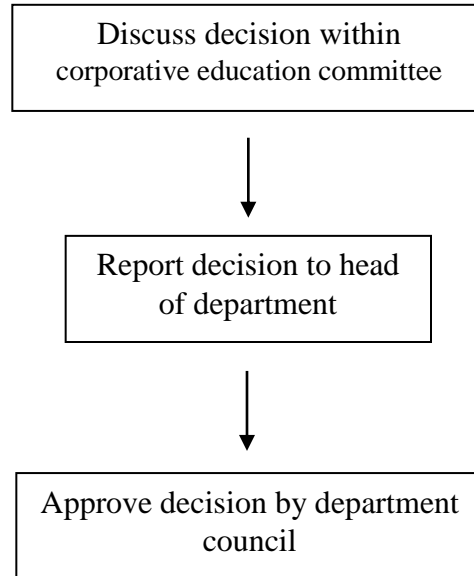 Discuss decision within
corporative education committee
Report decision to head
of department
Approve decision by department
council